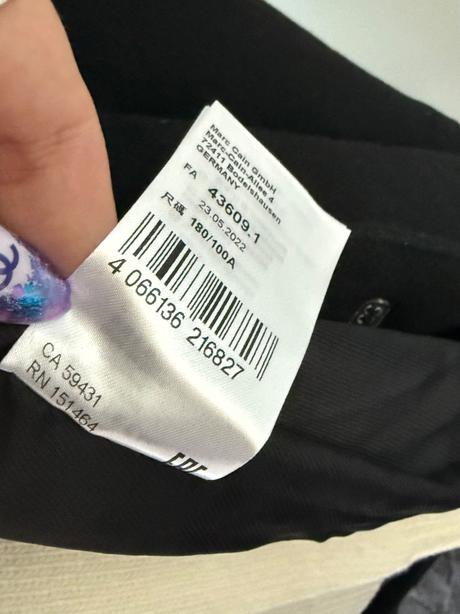 Marc Cain GmbH
Marc-Cain-Allee 4
72411 Bodelshausen
GERMANY
FA 43609.1
23.05.2022
尺碼 180/100A
4 066136 216827
CA 59431
RN 151464
EAC